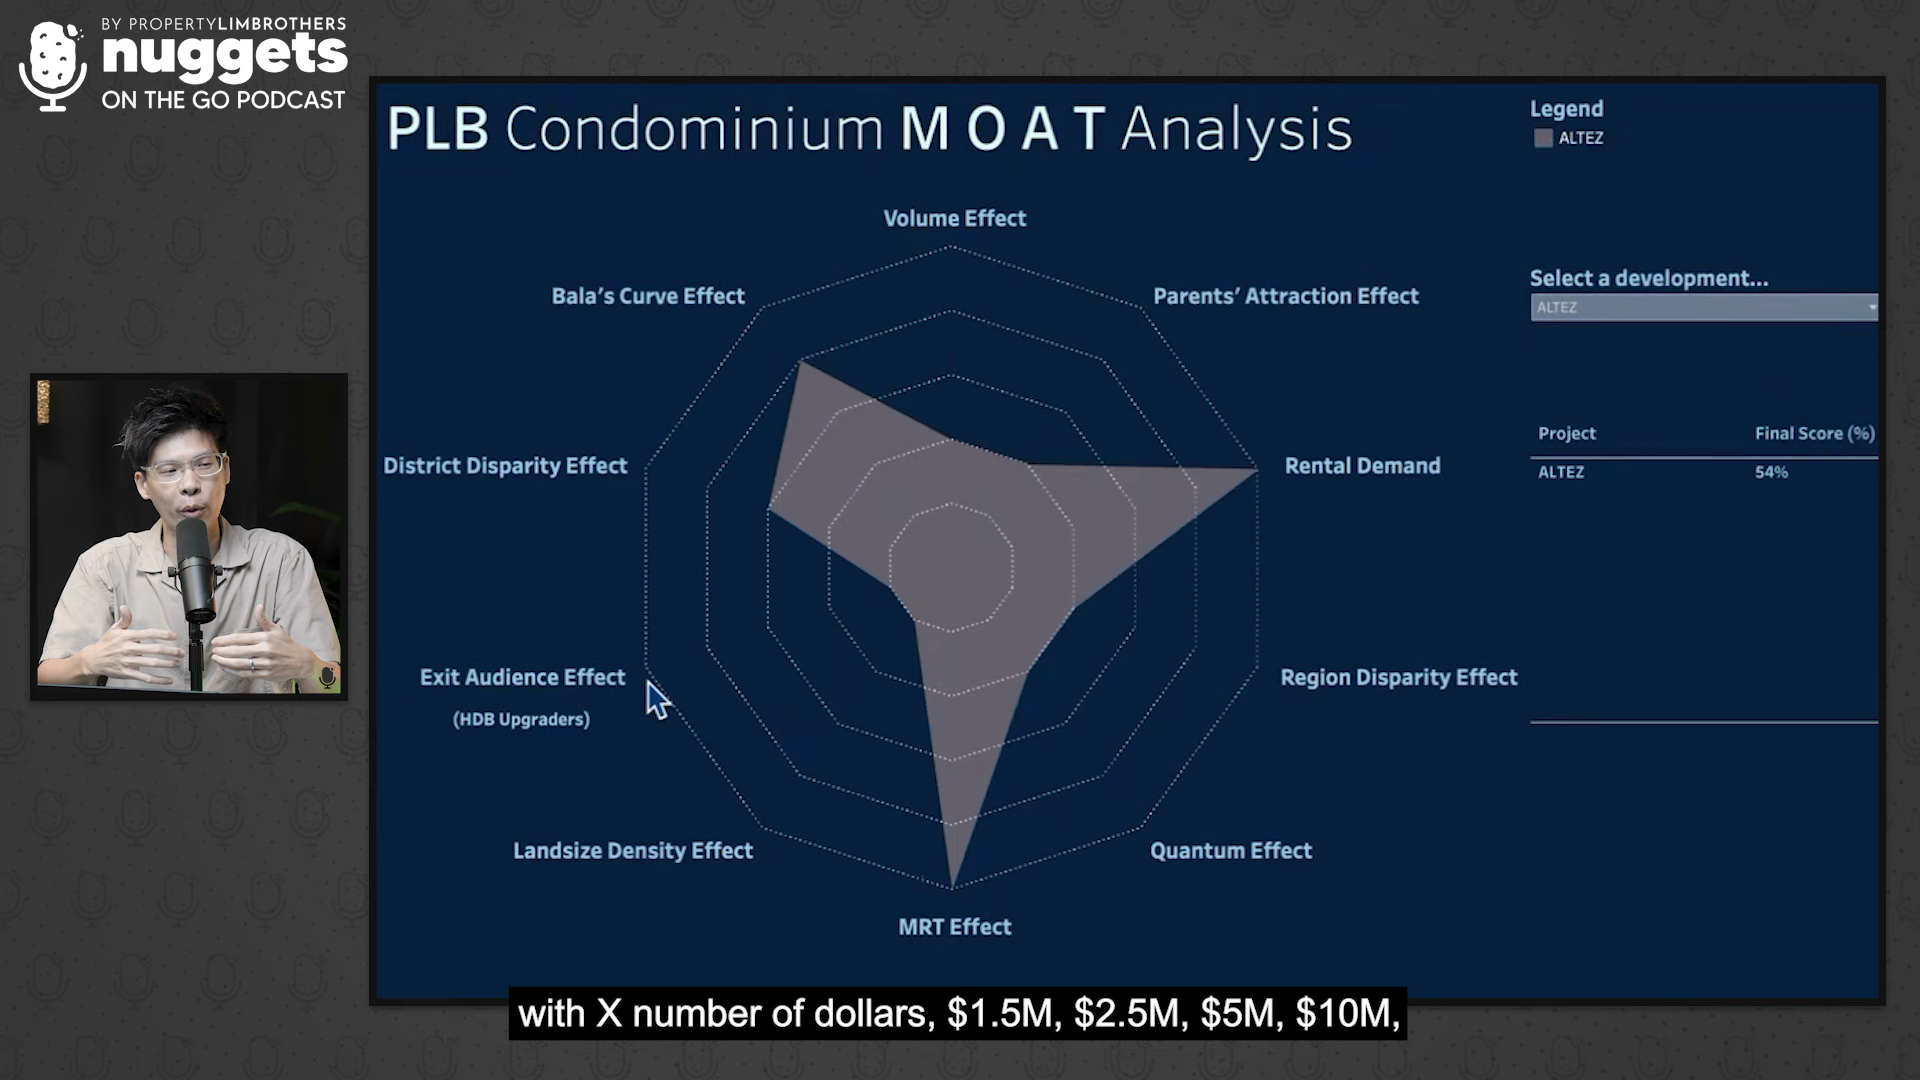 BY PROPERTYLIMBROTHERS
nuggets
ON THE GO PODCAST
PLB Condominium M O A T Analysis
Legend
ALTEZ
Volume Effect
Bala's Curve Effect
Parents' Attraction Effect
Select a development...
ALTEZ
District Disparity Effect
Rental Demand
Project Final Score (%)
ALTEZ 54%
Exit Audience Effect
(HDB Upgraders)
Region Disparity Effect
Landsize Density Effect
Quantum Effect
MRT Effect
with X number of dollars, $1.5M, $2.5M, $5M, $10M,